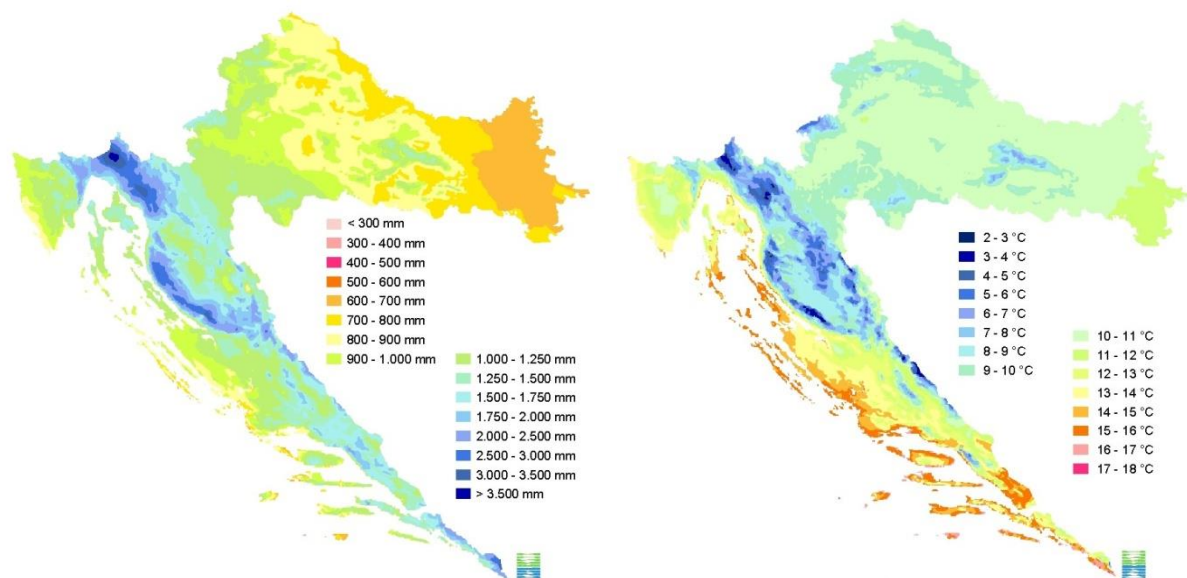 < 300 mm
300 - 400 mm
400 - 500 mm
500 - 600 mm
600 - 700 mm
700 - 800 mm
800 - 900 mm
900 - 1.000 mm
1.000 - 1.250 mm
1.250 - 1.500 mm
1.500 - 1.750 mm
1.750 - 2.000 mm
2.000 - 2.500 mm
2.500 - 3.000 mm
3.000 - 3.500 mm
> 3.500 mm
2 - 3 °C
3 - 4 °C
4 - 5 °C
5 - 6 °C
6 - 7 °C
7 - 8 °C
8 - 9 °C
9 - 10 °C
10 - 11 °C
11 - 12 °C
12 - 13 °C
13 - 14 °C
14 - 15 °C
15 - 16 °C
16 - 17 °C
17 - 18 °C